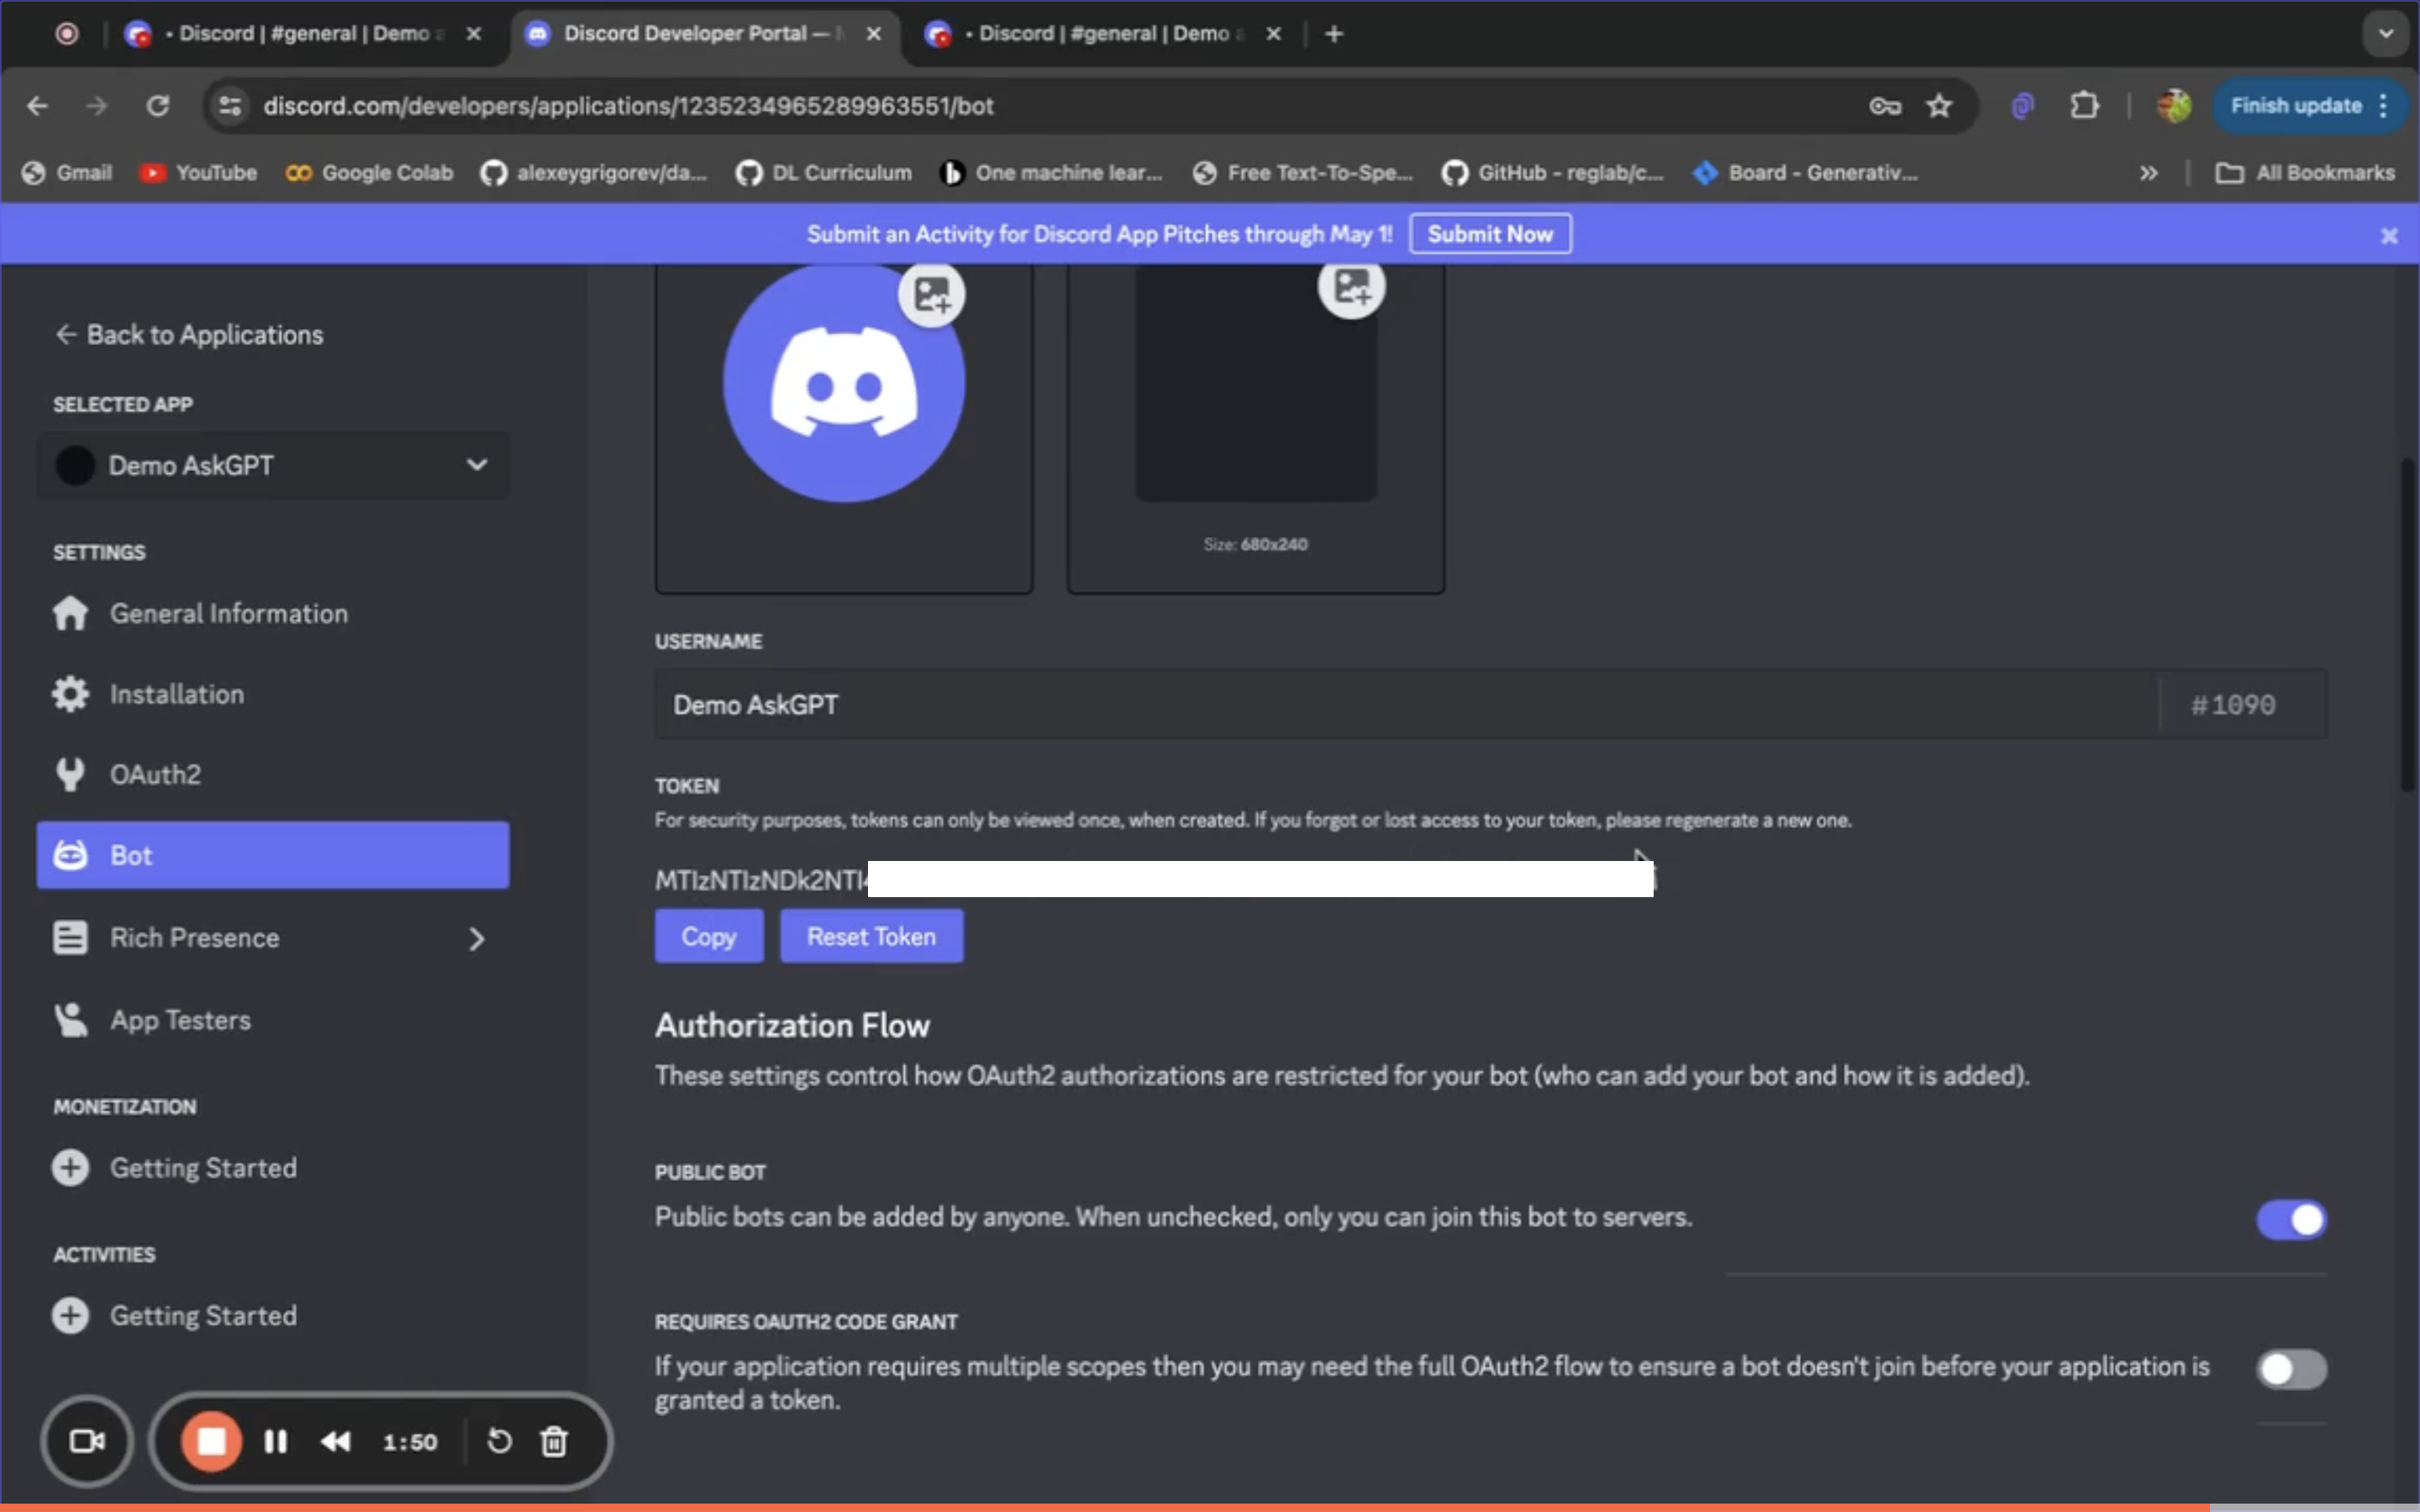 • Discord | #general | Demo a
Discord Developer Portal —
• Discord | #general | Demo a
discord.com/developers/applications/1235234965289963551/bot
Finish update
Gmail
YouTube
Google Colab
alexeygrigorev/da...
DL Curriculum
One machine lear...
Free Text-To-Spe...
GitHub - reglab/c...
Board - Generativ...
All Bookmarks
Submit an Activity for Discord App Pitches through May 1!
Submit Now
Back to Applications
SELECTED APP
Demo AskGPT
SETTINGS
General Information
Installation
OAuth2
Bot
Rich Presence
App Testers
MONETIZATION
Getting Started
ACTIVITIES
Getting Started
1:50
Size: 680x240
USERNAME
Demo AskGPT
#1090
TOKEN
For security purposes, tokens can only be viewed once, when created. If you forgot or lost access to your token, please regenerate a new one.
MTIzNTIzNDk2NTI
Copy
Reset Token
Authorization Flow
These settings control how OAuth2 authorizations are restricted for your bot (who can add your bot and how it is added).
PUBLIC BOT
Public bots can be added by anyone. When unchecked, only you can join this bot to servers.
REQUIRES OAUTH2 CODE GRANT
If your application requires multiple scopes then you may need the full OAuth2 flow to ensure a bot doesn't join before your application is
granted a token.